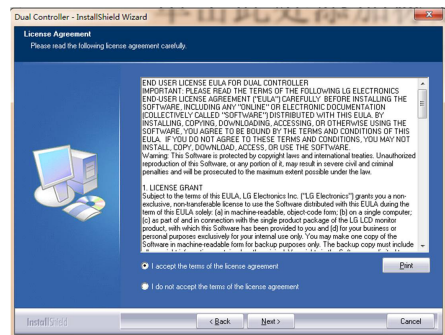 单击此处添加标
Dual Controller - InstallShield Wizard
License Agreement
Please read the following license agreement carefully.
END USER LICENSE EULA FOR DUAL CONTROLLER
IMPORTANT: PLEASE READ THE TERMS OF THE FOLLOWING LG ELECTRONICS
END-USER LICENSE AGREEMENT ("EULA") CAREFULLY BEFORE INSTALLING THE
SOFTWARE, INCLUDING ANY "ONLINE" OR ELECTRONIC DOCUMENTATION
(COLLECTIVELY CALLED "SOFTWARE") DISTRIBUTED WITH THIS EULA. BY
INSTALLING, COPYING, DOWNLOADING, ACCESSING, OR OTHERWISE USING THE
SOFTWARE, YOU AGREE TO BE BOUND BY THE TERMS AND CONDITIONS OF THIS
EULA. IF YOU DO NOT AGREE TO THESE TERMS AND CONDITIONS, YOU MAY NOT
INSTALL, COPY, DOWNLOAD, ACCESS, OR USE THE SOFTWARE.
Warning: This Software is protected by copyright laws and international treaties. Unauthorized
reproduction of this Software, or any portion of it, may result in severe civil and criminal
penalties and will be prosecuted to the maximum extent possible under the law.
1. LICENSE GRANT
Subject to the terms of this EULA, LG Electronics Inc. ("LG Electronics") grants you a non-
exclusive, non-transferable license to use the Software distributed with this EULA during the
term of this EULA solely: (a) in machine-readable, object-code form; (b) on a single computer;
(c) as part of and in connection with the single product package of the LG LCD monitor
product, with which this Software has been provided to you and (d) for your business or
personal purposes exclusively for your internal use only. You may make one copy of the
Software in machine-readable form for backup purposes only. The backup copy must include
I accept the terms of the license agreement
Print
I do not accept the terms of the license agreement
InstallShield
< Back
Next >
Cancel